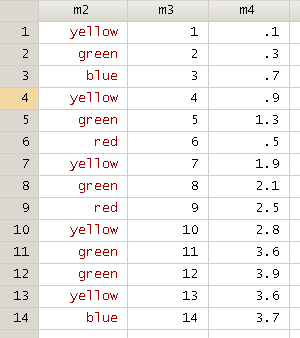 m2 m3 m4
1 yellow 1 .1
2 green 2 .3
3 blue 3 .7
4 yellow 4 .9
5 green 5 1.3
6 red 6 .5
7 yellow 7 1.9
8 green 8 2.1
9 red 9 2.5
10 yellow 10 2.8
11 green 11 3.6
12 green 12 3.9
13 yellow 13 3.6
14 blue 14 3.7